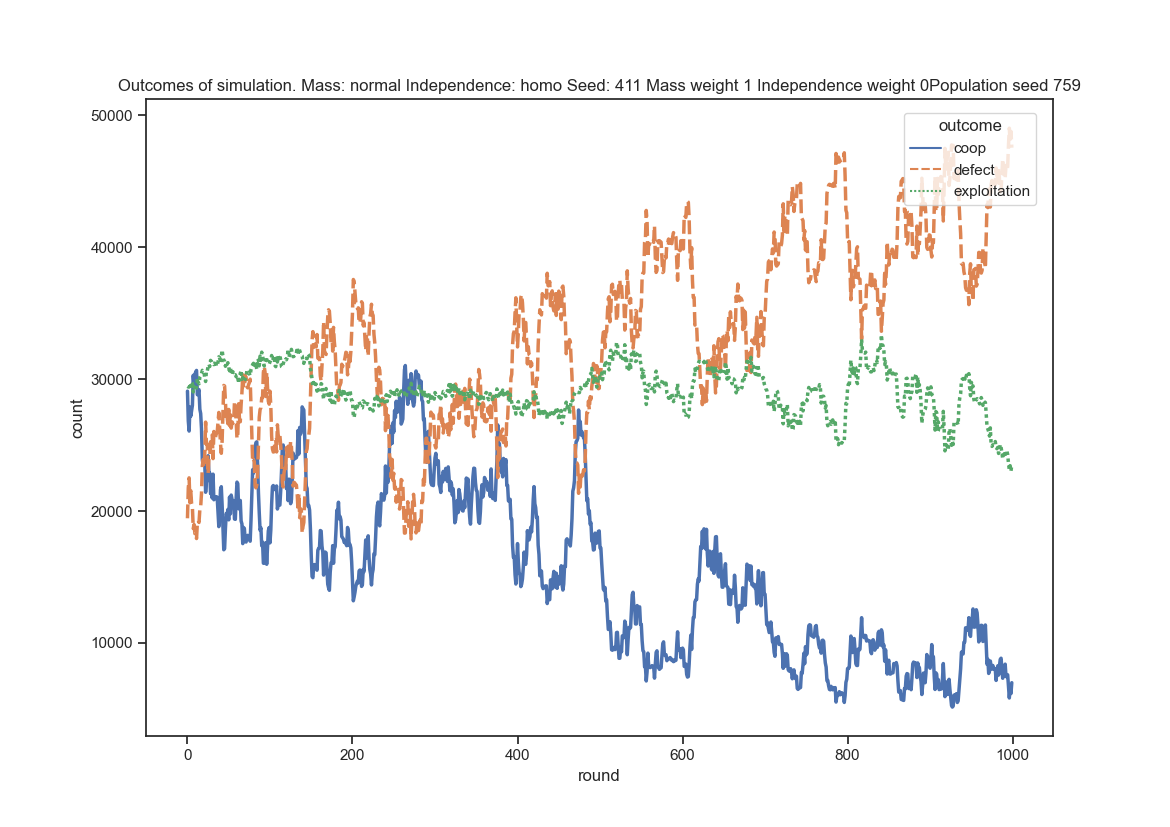 Outcomes of simulation. Mass: normal Independence: homo Seed: 411 Mass weight 1 Independence weight 0Population seed 759
outcome
coop
defect
exploitation
50000
40000
30000
20000
10000
count
0
200
400
600
800
1000
round